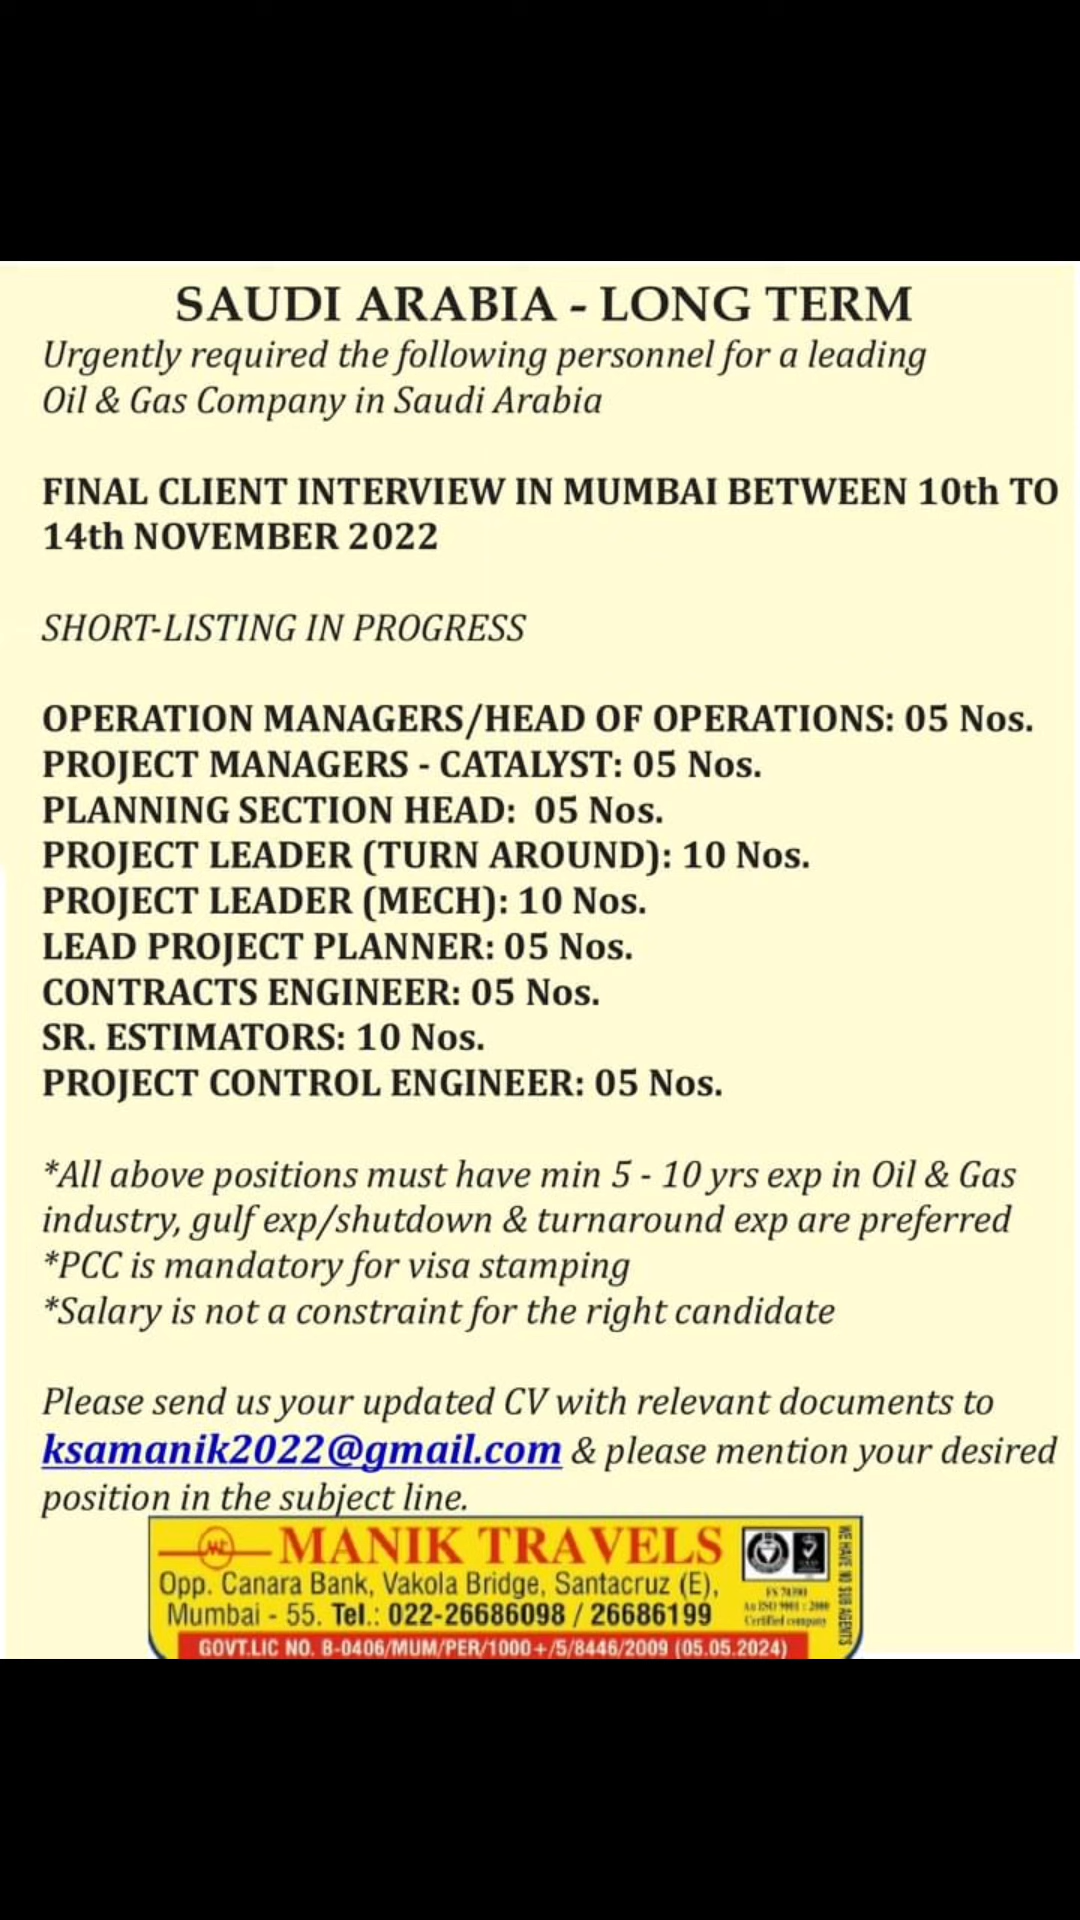 SAUDI ARABIA - LONG TERM
Urgently required the following personnel for a leading
Oil & Gas Company in Saudi Arabia
FINAL CLIENT INTERVIEW IN MUMBAI BETWEEN 10th TO
14th NOVEMBER 2022
SHORT-LISTING IN PROGRESS
OPERATION MANAGERS/HEAD OF OPERATIONS: 05 Nos.
PROJECT MANAGERS - CATALYST: 05 Nos.
PLANNING SECTION HEAD: 05 Nos.
PROJECT LEADER (TURN AROUND): 10 Nos.
PROJECT LEADER (MECH): 10 Nos.
LEAD PROJECT PLANNER: 05 Nos.
CONTRACTS ENGINEER: 05 Nos.
SR. ESTIMATORS: 10 Nos.
PROJECT CONTROL ENGINEER: 05 Nos.
*All above positions must have min 5 - 10 yrs exp in Oil & Gas
industry, gulf exp/shutdown & turnaround exp are preferred
*PCC is mandatory for visa stamping
*Salary is not a constraint for the right candidate
Please send us your updated CV with relevant documents to
ksamanik2022@gmail.com & please mention your desired
position in the subject line.
MANIK TRAVELS
Opp. Canara Bank, Vakola Bridge, Santacruz (E),
Mumbai - 55. Tel.: 022-26686098 / 26686199
GOVT.LIC NO. B-0406/MUM/PER/1000+/5/8446/2009 (05.05.2024)
An ISO 9001 : 2000
Certified company
WE HAVE NO SUB AGENTS